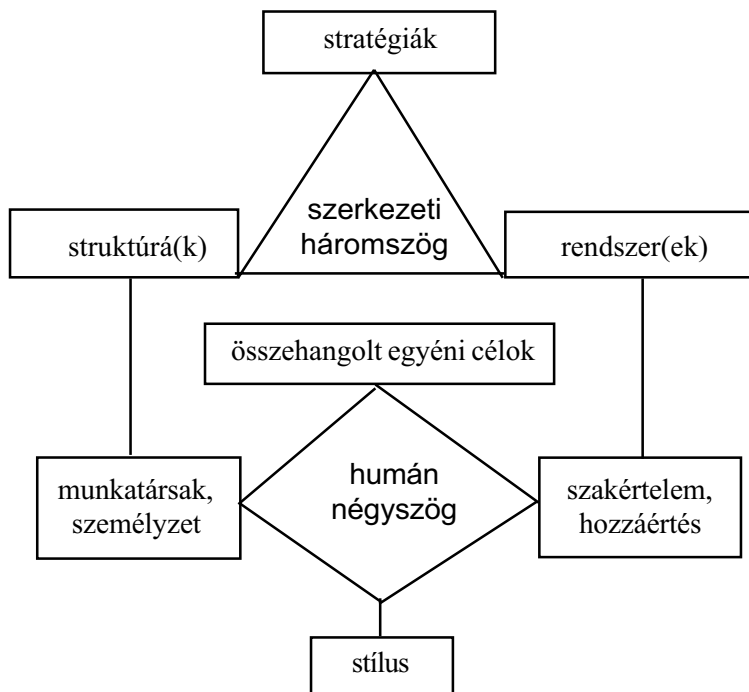 stratégiák
szerkezeti
háromszög
struktúrá(k)
rendszer(ek)
összehangolt egyéni célok
munkatársak,
személyzet
humán
négyszög
szakértelem,
hozzáértés
stílus